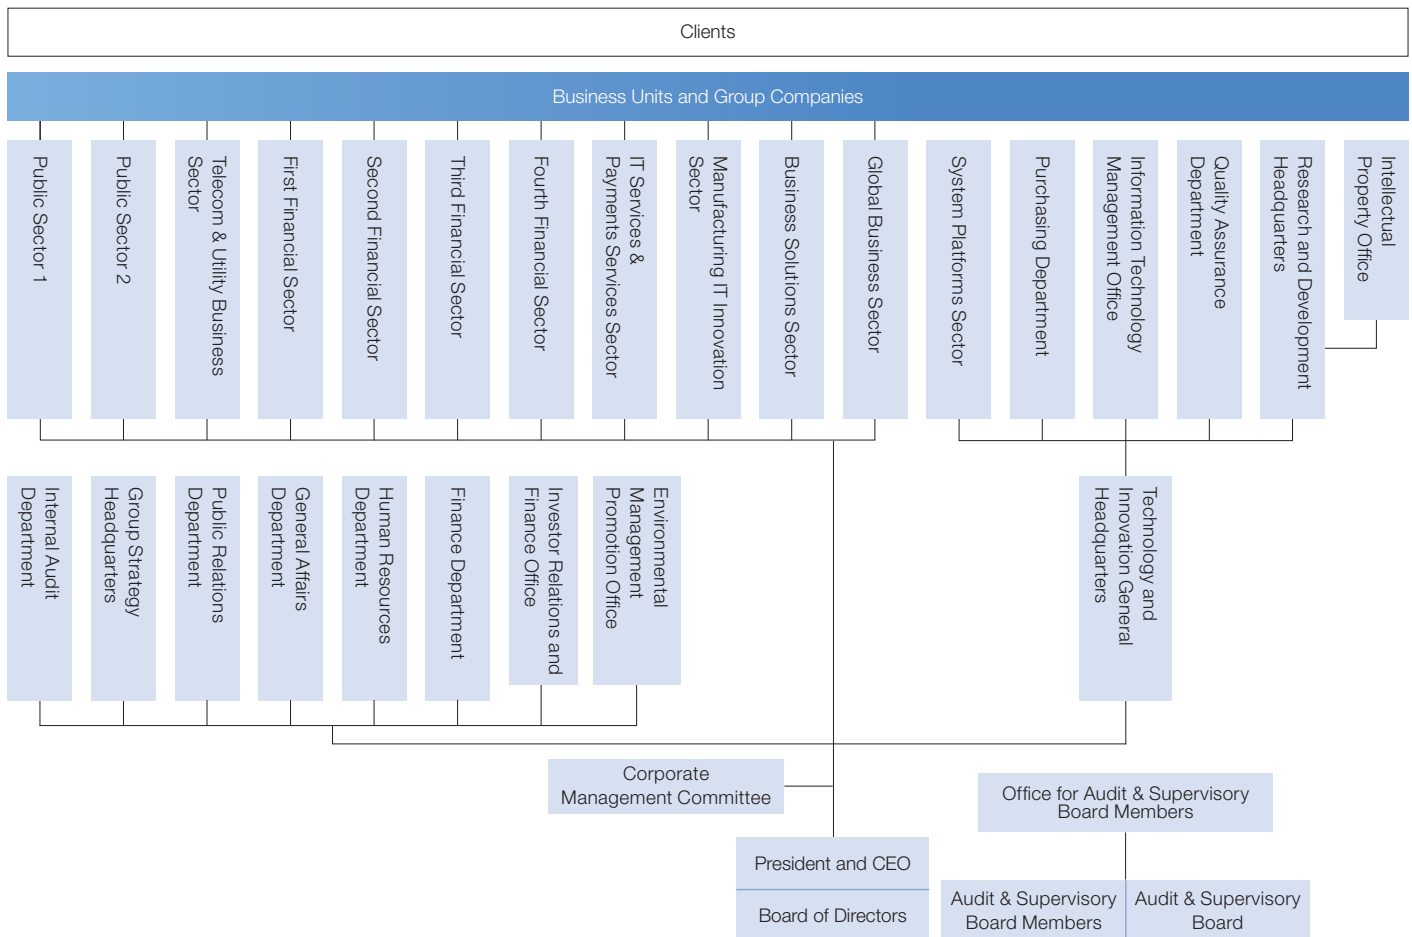 Clients
Business Units and Group Companies
Public Sector 1
Public Sector 2
Telecom & Utility Business
Sector
First Financial Sector
Second Financial Sector
Third Financial Sector
Fourth Financial Sector
IT Services &
Payments Services Sector
Manufacturing IT Innovation
Sector
Business Solutions Sector
Global Business Sector
System Platforms Sector
Purchasing Department
Information Technology
Management Office
Quality Assurance
Department
Research and Development
Headquarters
Intellectual
Property Office
Internal Audit
Department
Group Strategy
Headquarters
Public Relations
Department
General Affairs
Department
Human Resources
Department
Finance Department
Investor Relations and
Finance Office
Environmental
Management
Promotion Office
Technology and
Innovation General
Headquarters
Corporate
Management Committee
Office for Audit & Supervisory
Board Members
President and CEO
Board of Directors
Audit & Supervisory
Board Members
Audit & Supervisory
Board